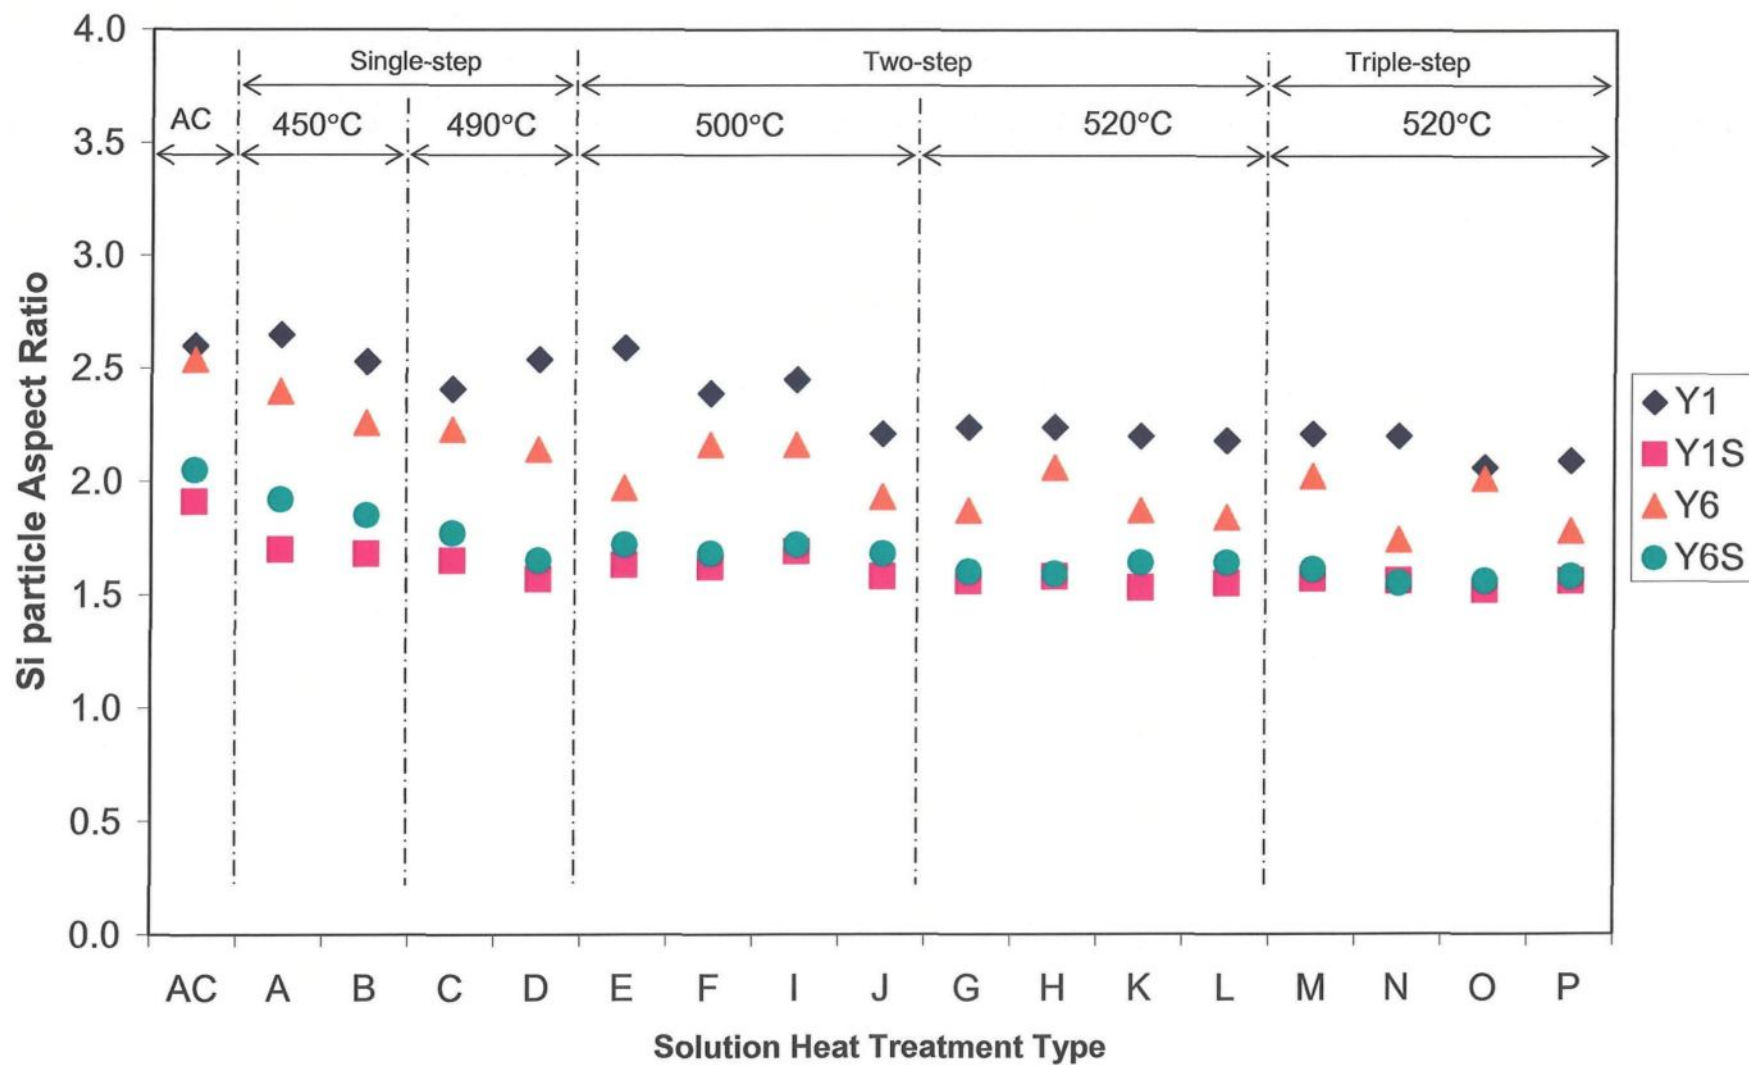 4.0
3.5
3.0
2.5
2.0
1.5
1.0
0.5
0.0
Si particle Aspect Ratio
Single-step Two-step Triple-step
AC 450°C 490°C 500°C 520°C 520°C
Y1
Y1S
Y6
Y6S
AC A B C D E F I J G H K L M N O P
Solution Heat Treatment Type